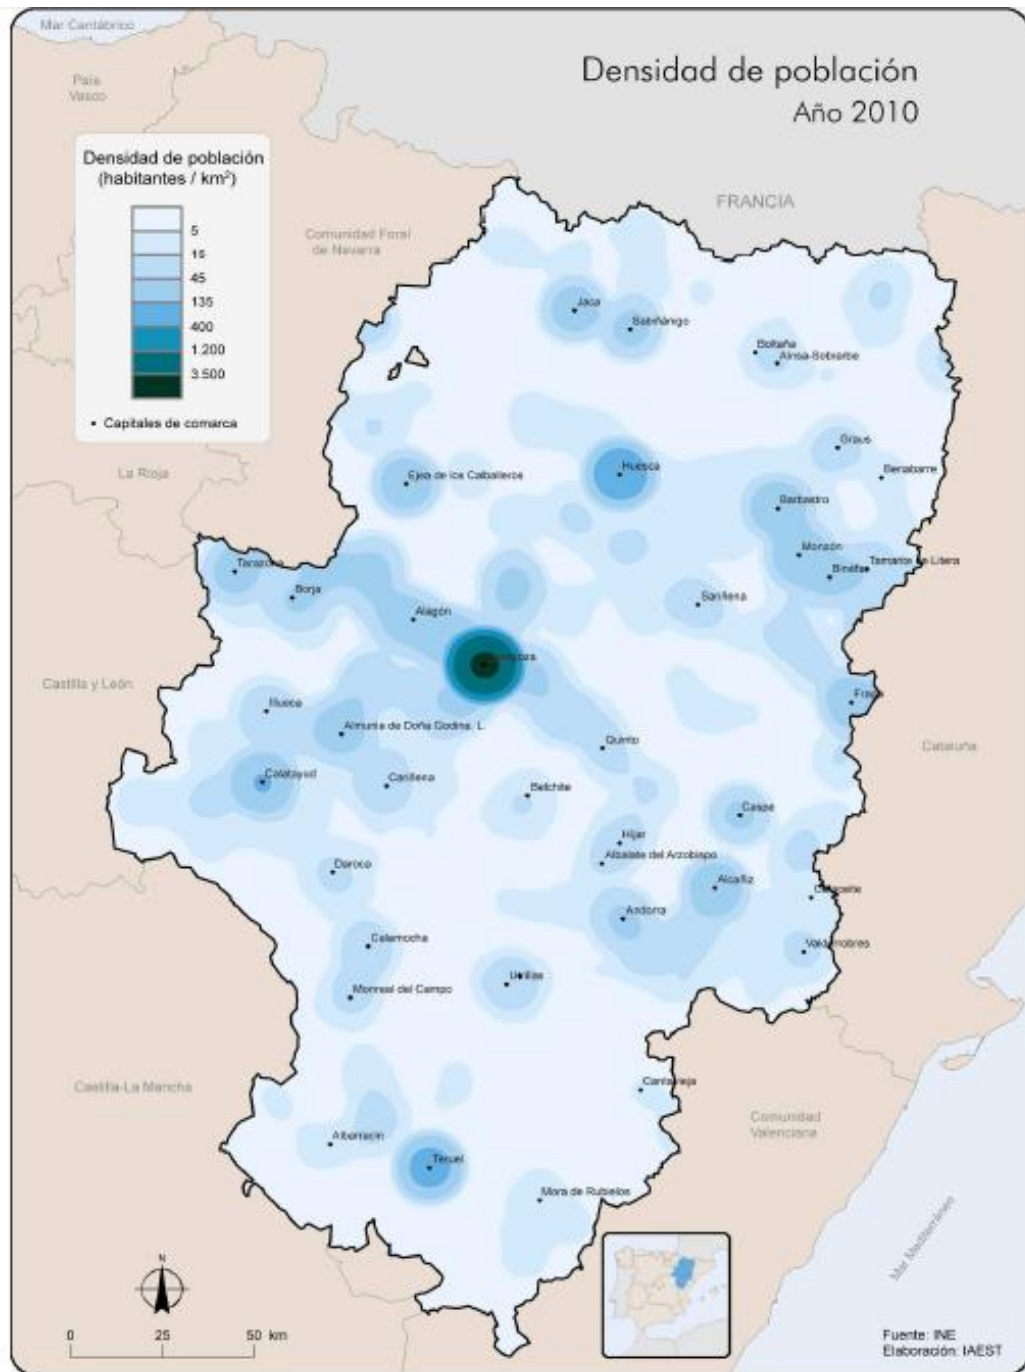 Mar Cantábrico
País
Vasco
Densidad de población
Año 2010
Densidad de población
(habitantes / km²)
5
15
45
135
400
1.200
3.500
• Capitales de comarca
FRANCIA
Comunidad Foral
de Navarra
Jaca
Sabiñánigo
Boltaña
Aínsa-Sobrarbe
La Rioja
Graus
Ejea de los Caballeros
Huesca
Benabarre
Barbastro
Monzón
Tarazona
Binéfar
Tamarite de Litera
Borja
Sariñena
Alagón
Castilla y León
Illueca
Fraga
Almunia de Doña Godina, L.
Quinto
Cataluña
Calatayud
Cariñena
Belchite
Caspe
Híjar
Albalate del Arzobispo
Daroca
Alcañiz
Andorra
Calaceite
Calamocha
Valderrobres
Utrillas
Monreal del Campo
Castilla-La Mancha
Cantavieja
Comunidad
Valenciana
Albarracín
Teruel
Mora de Rubielos
Mar Mediterráneo
N
0 25 50 km
Fuente: INE
Elaboración: IAEST